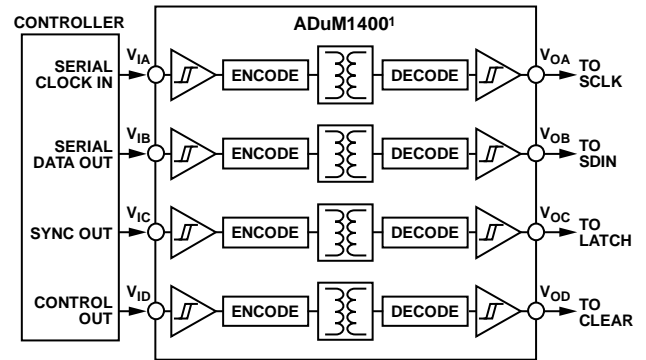 CONTROLLER
ADuM1400¹
SERIAL
CLOCK IN
V_IA
ENCODE
DECODE
V_OA
TO
SCLK
SERIAL
DATA OUT
V_IB
ENCODE
DECODE
V_OB
TO
SDIN
SYNC OUT
V_IC
ENCODE
DECODE
V_OC
TO
LATCH
CONTROL
OUT
V_ID
ENCODE
DECODE
V_OD
TO
CLEAR